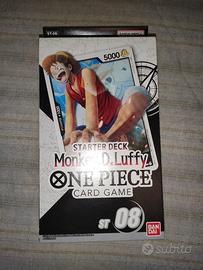 ST-08
5000
STARTER DECK
Monkey.D.Luffy
ONE PIECE
CARD GAME
ST 08
BANDAI
subito